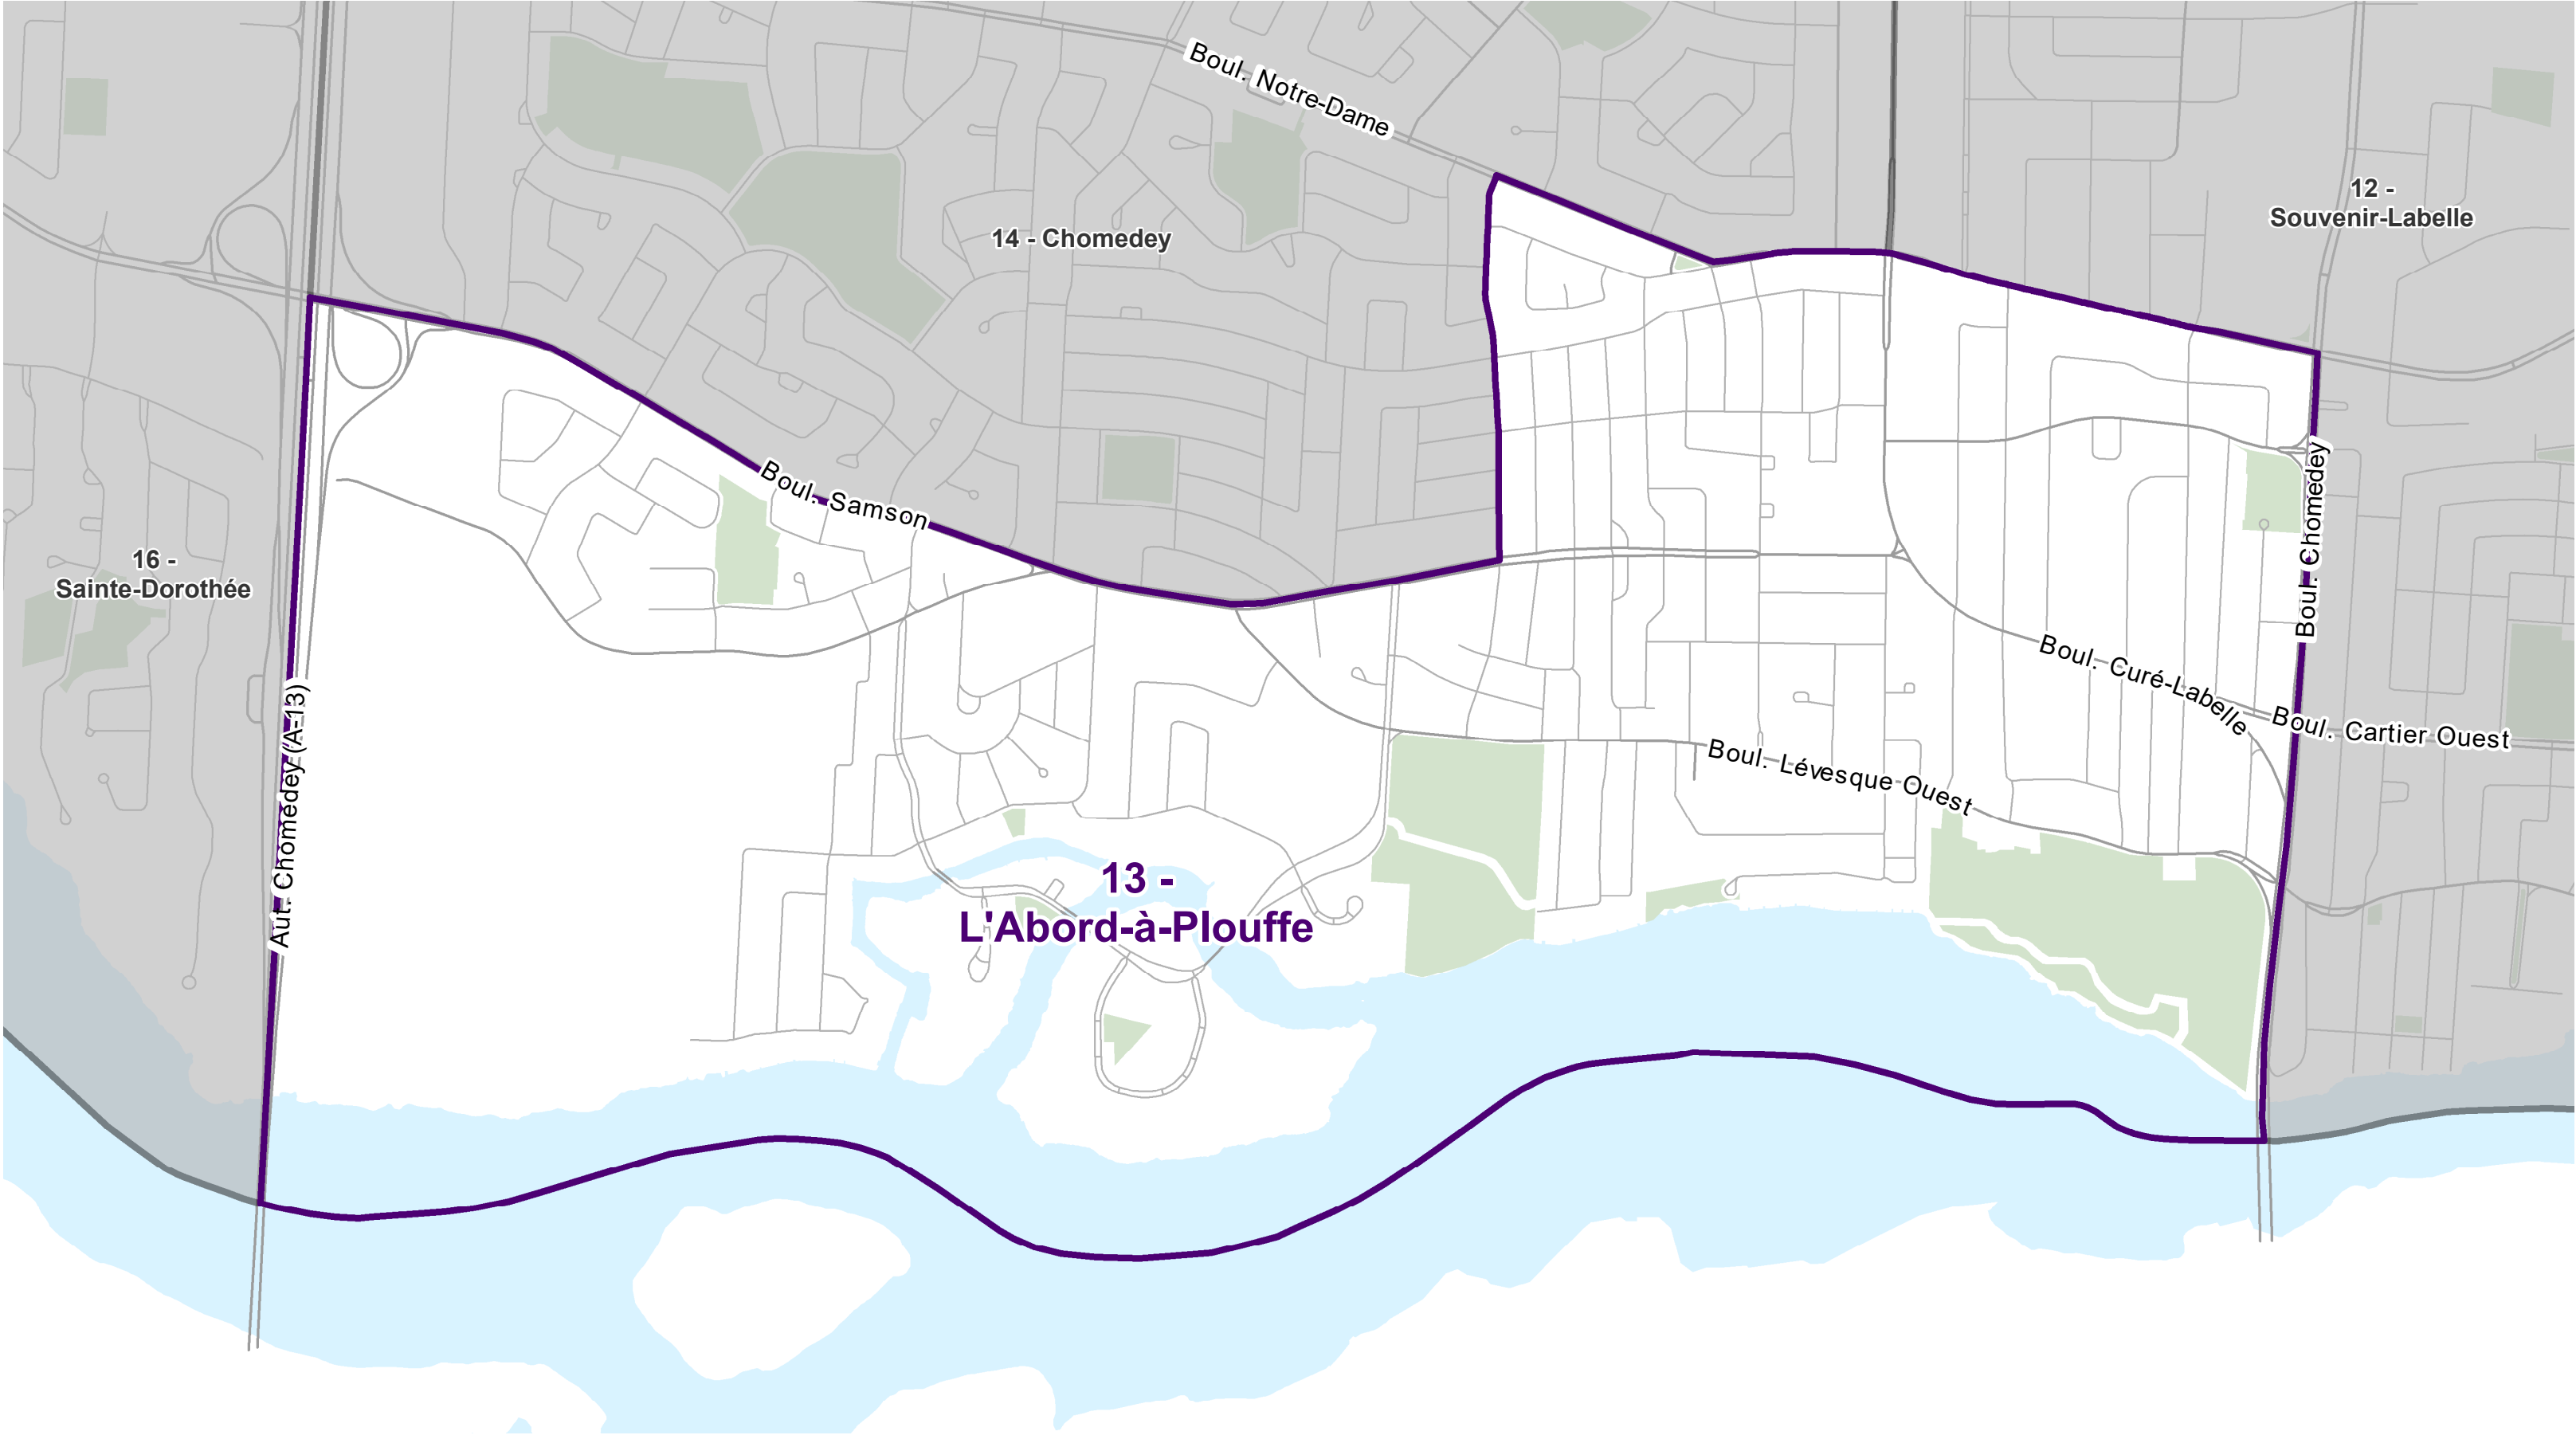 Boul. Notre-Dame
12 -
Souvenir-Labelle
14 - Chomedey
Boul. Samson
Boul. Chomedey
16 -
Sainte-Dorothée
Boul. Curé-Labelle
Boul. Cartier Ouest
Aut. Chomedey (A-13)
Boul. Lévesque Ouest
13 -
L'Abord-à-Plouffe